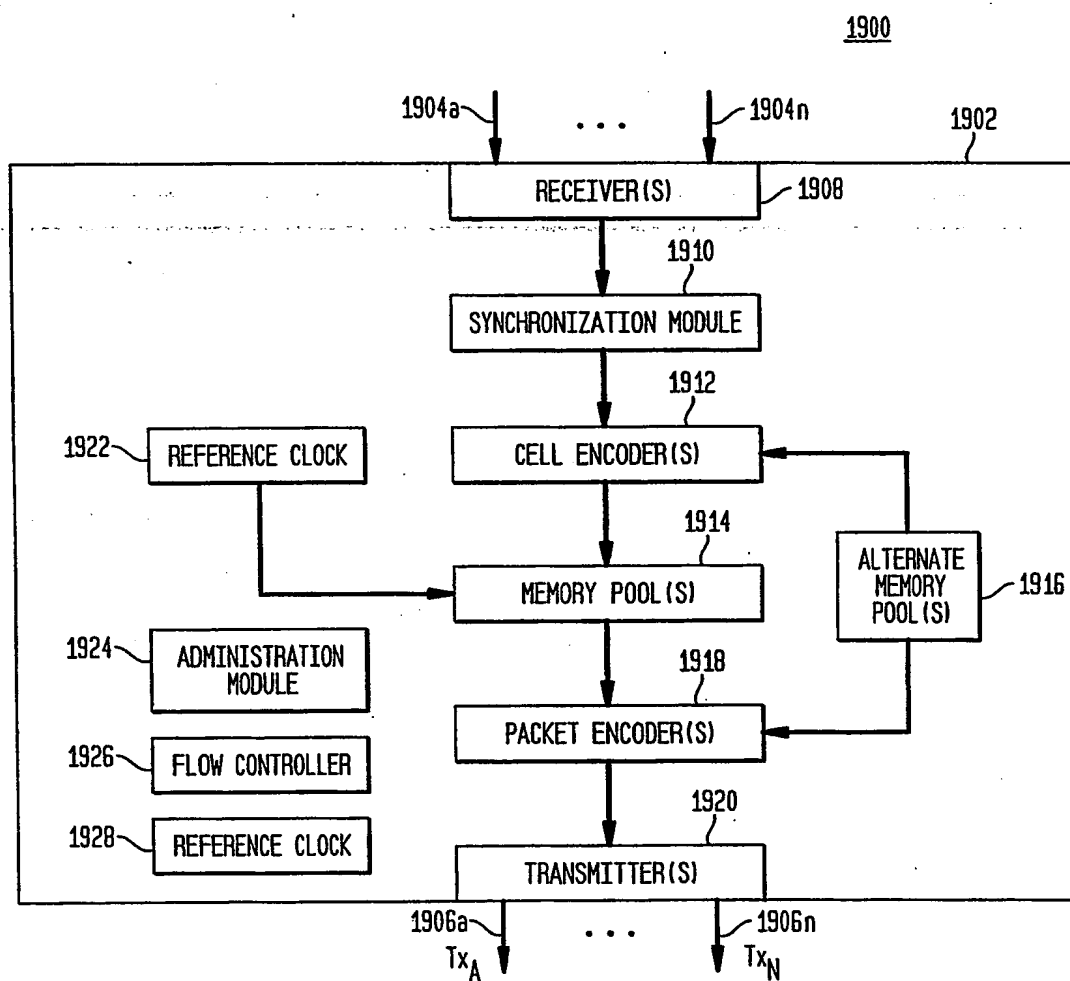 1900
1904a
. . .
1904n
1902
RECEIVER(S)
1908
1910
SYNCHRONIZATION MODULE
1912
1922
REFERENCE CLOCK
CELL ENCODER(S)
1914
MEMORY POOL(S)
ALTERNATE
MEMORY
POOL(S)
1916
1924
ADMINISTRATION
MODULE
1918
PACKET ENCODER(S)
1926
FLOW CONTROLLER
1920
1928
REFERENCE CLOCK
TRANSMITTER(S)
1906a
. . .
1906n
TxA
TxN